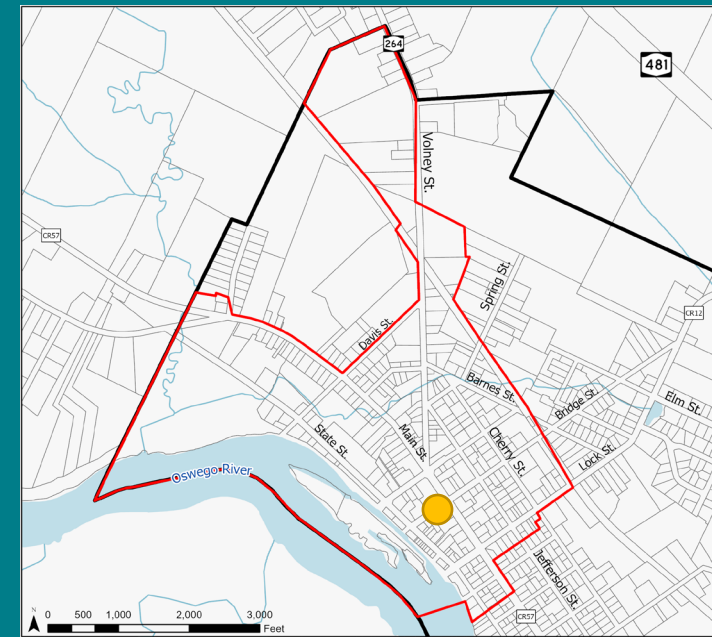 264
481
Volney St.
CR57
Spring St.
CR12
Davis St.
Barnes St.
Bridge St.
Elm St.
State St.
Main St.
Cherry St.
Lock St.
Oswego River
Jefferson St.
CR57
N
0 500 1,000 2,000 3,000
Feet